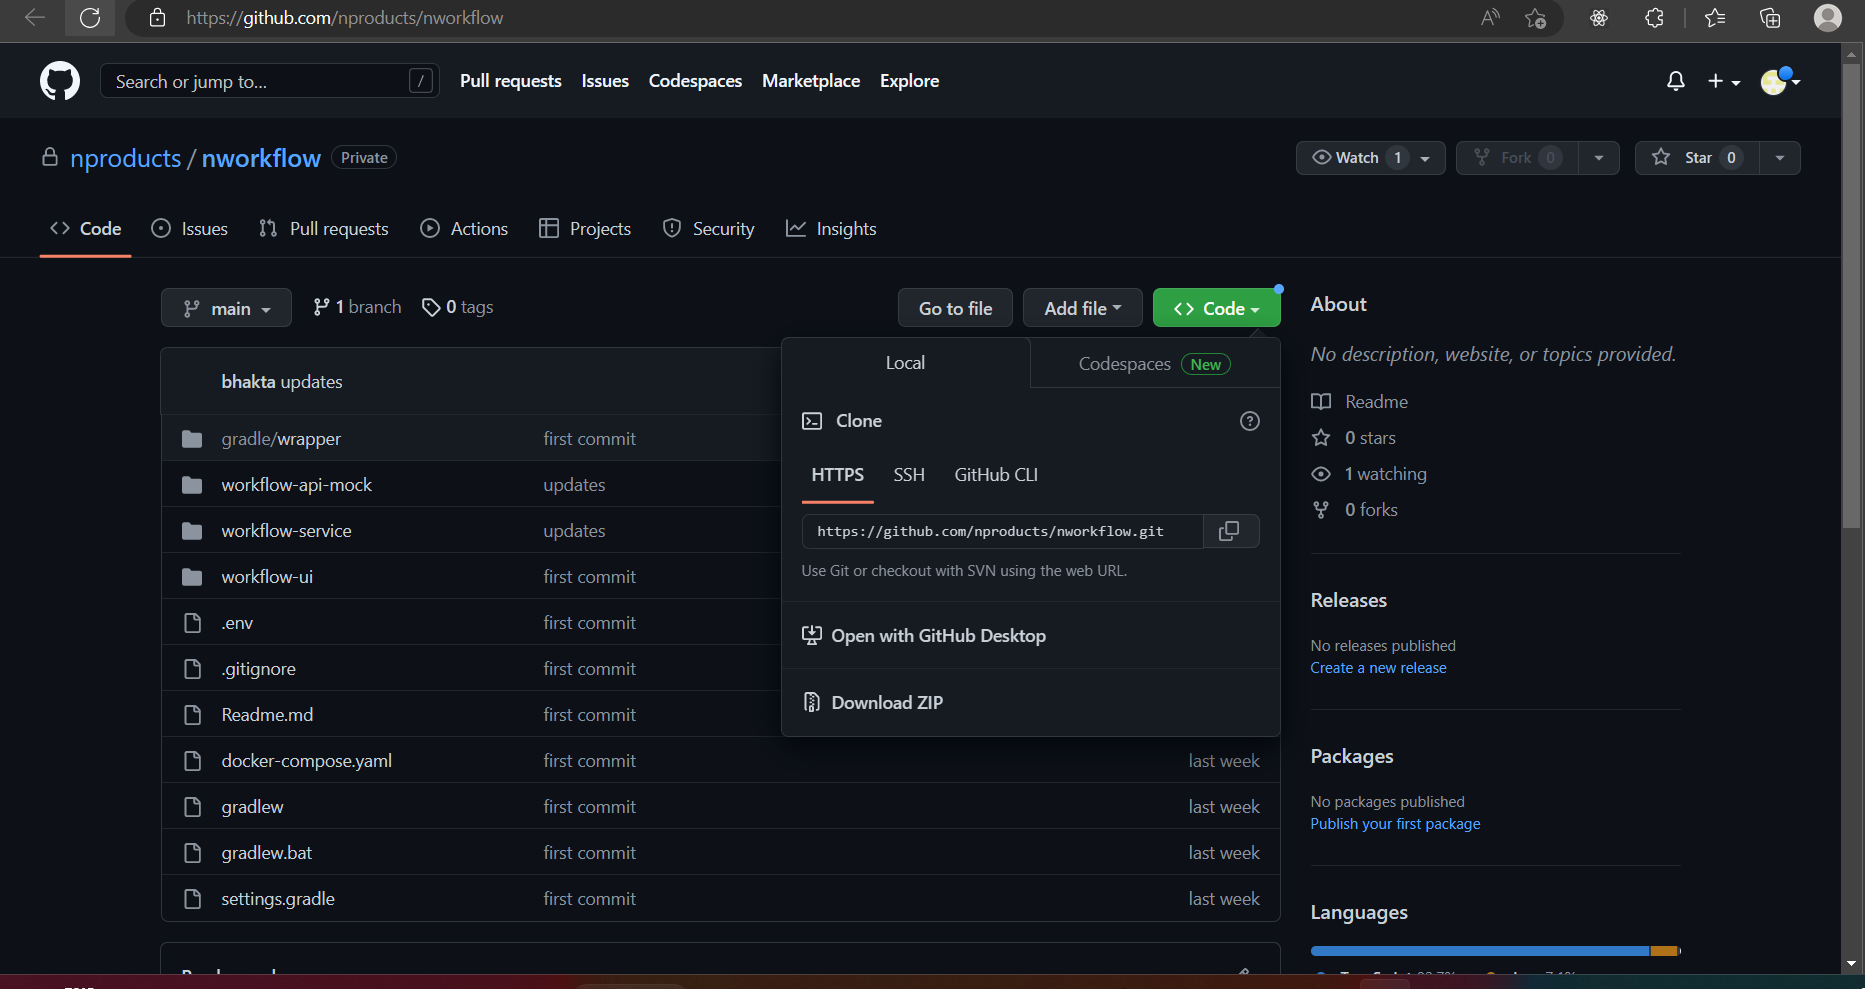 https://github.com/nproducts/nworkflow
Search or jump to... /
Pull requests Issues Codespaces Marketplace Explore
nproducts / nworkflow Private
Watch 1 Fork 0 Star 0
Code Issues Pull requests Actions Projects Security Insights
main 1 branch 0 tags Go to file Add file Code
bhakta updates
gradle/wrapper first commit
workflow-api-mock updates
workflow-service updates
workflow-ui first commit
.env first commit
.gitignore first commit
Readme.md first commit
docker-compose.yaml first commit last week
gradlew first commit last week
gradlew.bat first commit last week
settings.gradle first commit last week
Local Codespaces New
Clone
HTTPS SSH GitHub CLI
https://github.com/nproducts/nworkflow.git
Use Git or checkout with SVN using the web URL.
Open with GitHub Desktop
Download ZIP
About
No description, website, or topics provided.
Readme
0 stars
1 watching
0 forks
Releases
No releases published
Create a new release
Packages
No packages published
Publish your first package
Languages